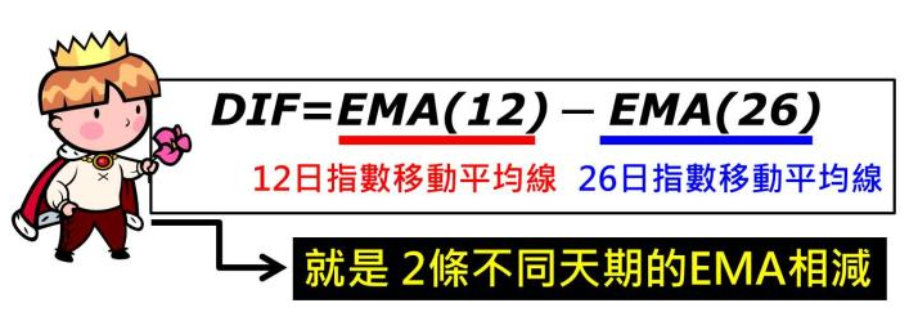 DIF=EMA(12)－EMA(26)
12日指數移動平均線 26日指數移動平均線
就是 2條不同天期的EMA相減